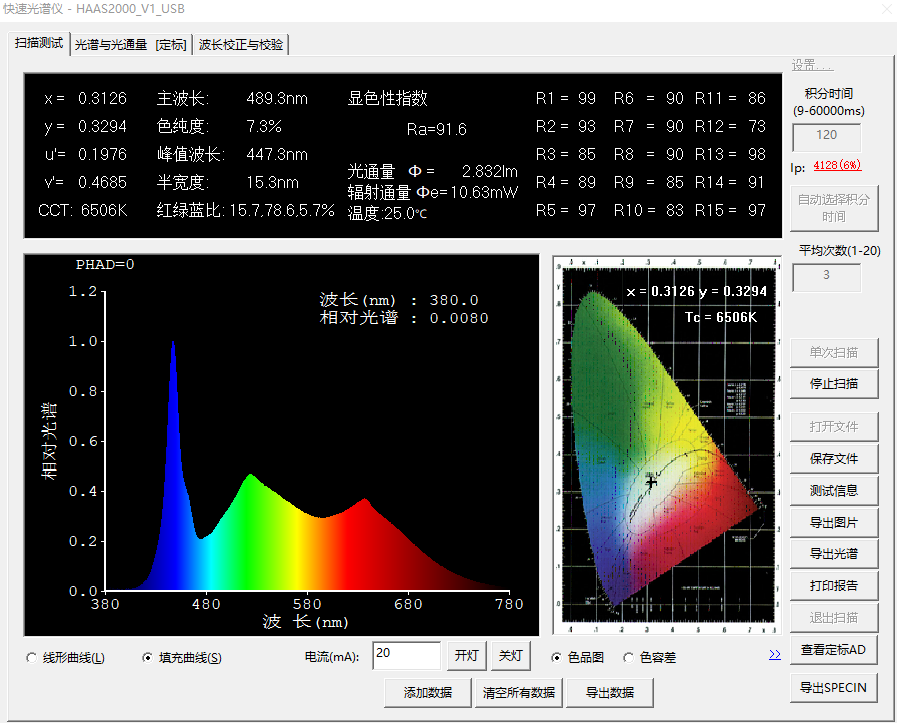 快速光谱仪 - HAAS2000_V1_USB
扫描测试 光谱与光通量 [定标] 波长校正与校验
x = 0.3126 主波长: 489.3nm 显色性指数 R1 = 99 R6 = 90 R11 = 86
y = 0.3294 色纯度: 7.3% Ra=91.6 R2 = 93 R7 = 90 R12 = 73
u'= 0.1976 峰值波长: 447.3nm R3 = 85 R8 = 90 R13 = 98
光通量 Φ = 2.832lm
v'= 0.4685 半宽度: 15.3nm R4 = 89 R9 = 85 R14 = 91
辐射通量 Φe=10.63mW
CCT: 6506K 红绿蓝比: 15.7,78.6,5.7% 温度:25.0℃ R5 = 97 R10 = 83 R15 = 97
设置...
积分时间
(9-60000ms)
120
Ip: 4128(6%)
自动选择积分
时间
平均次数(1-20)
3
PHAD=0
波长(nm) : 380.0
相对光谱 : 0.0080
相对光谱
1.2
1.0
0.8
0.6
0.4
0.2
0.0
380 480 580 680 780
波 长(nm)
x = 0.3126 y = 0.3294
Tc = 6506K
单次扫描
停止扫描
打开文件
保存文件
测试信息
导出图片
导出光谱
打印报告
退出扫描
查看定标AD
导出SPECIN
线形曲线(L) 填充曲线(S) 电流(mA): 20 开灯 关灯 色品图 色容差 >>
添加数据 清空所有数据 导出数据